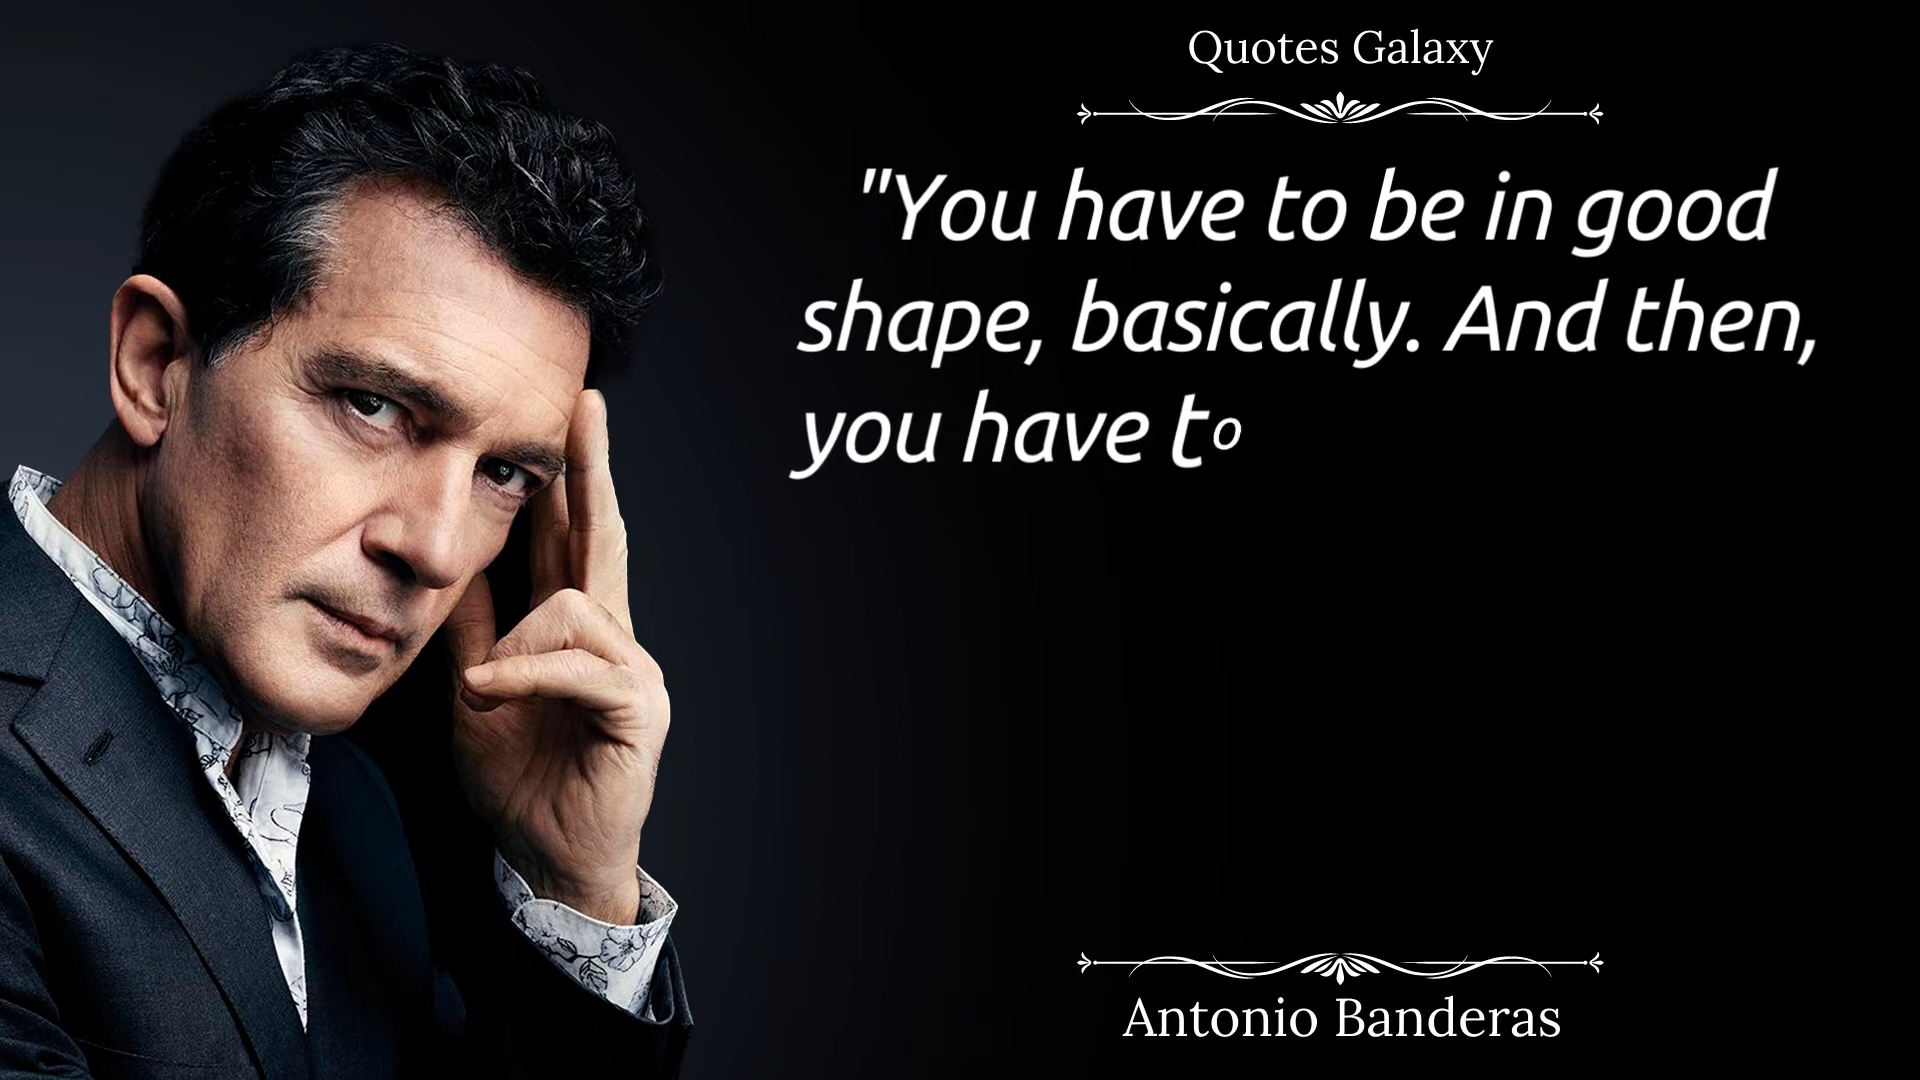 Quotes Galaxy
"You have to be in good
shape, basically. And then,
you have to
Antonio Banderas